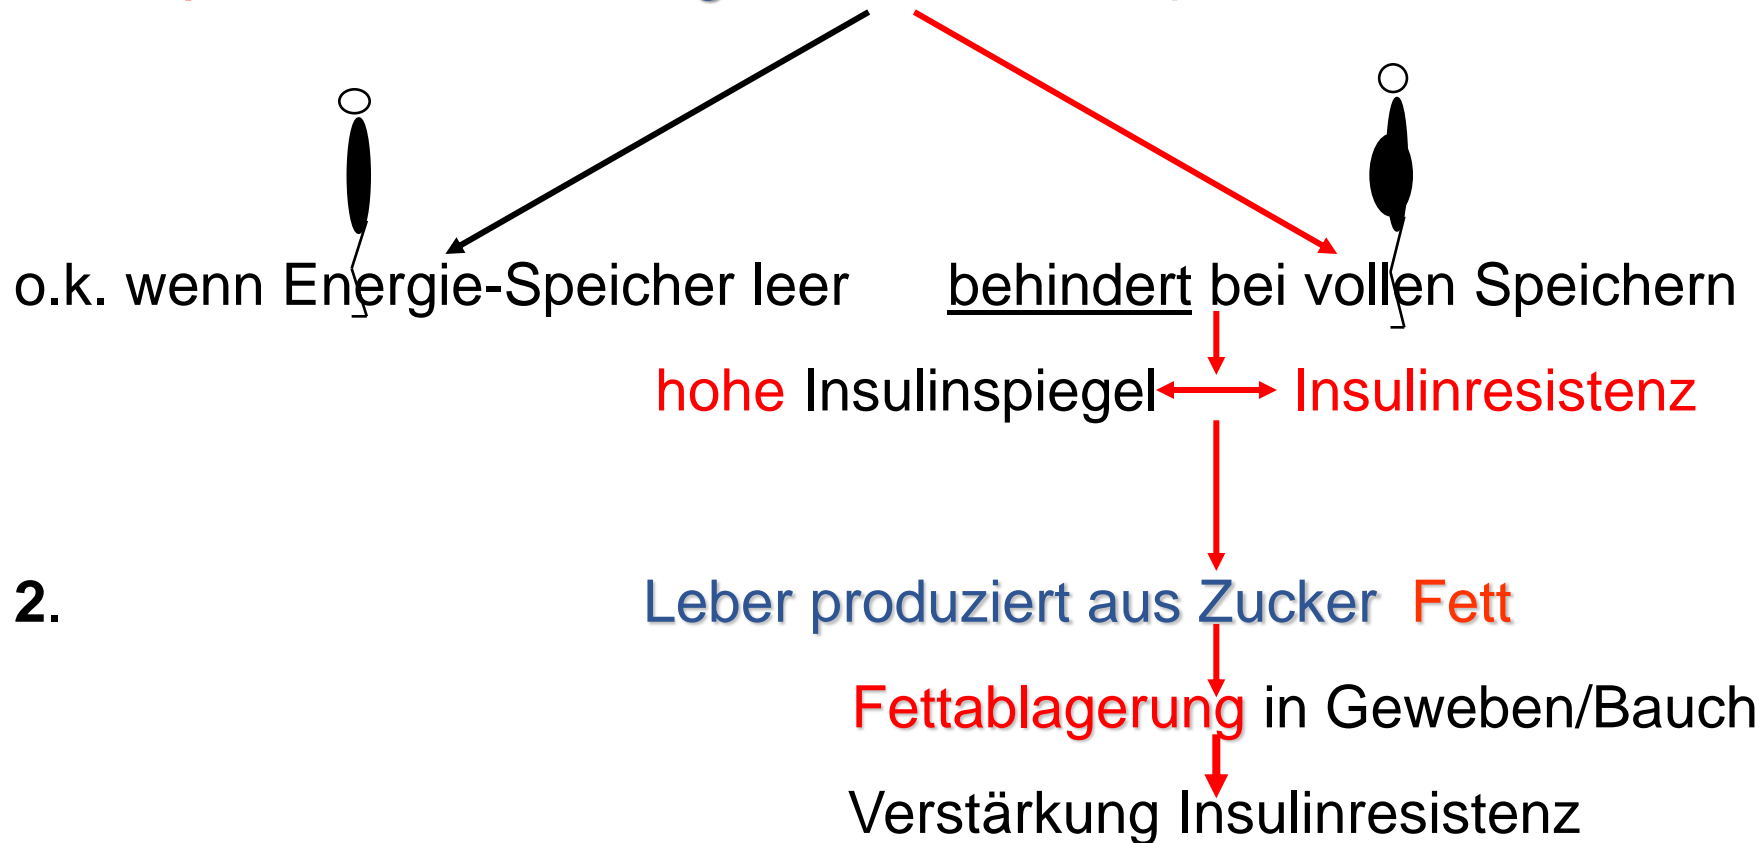 o.k. wenn Energie-Speicher leer behindert bei vollen Speichern
hohe Insulinspiegel Insulinresistenz
2. Leber produziert aus Zucker Fett
Fettablagerung in Geweben/Bauch
Verstärkung Insulinresistenz